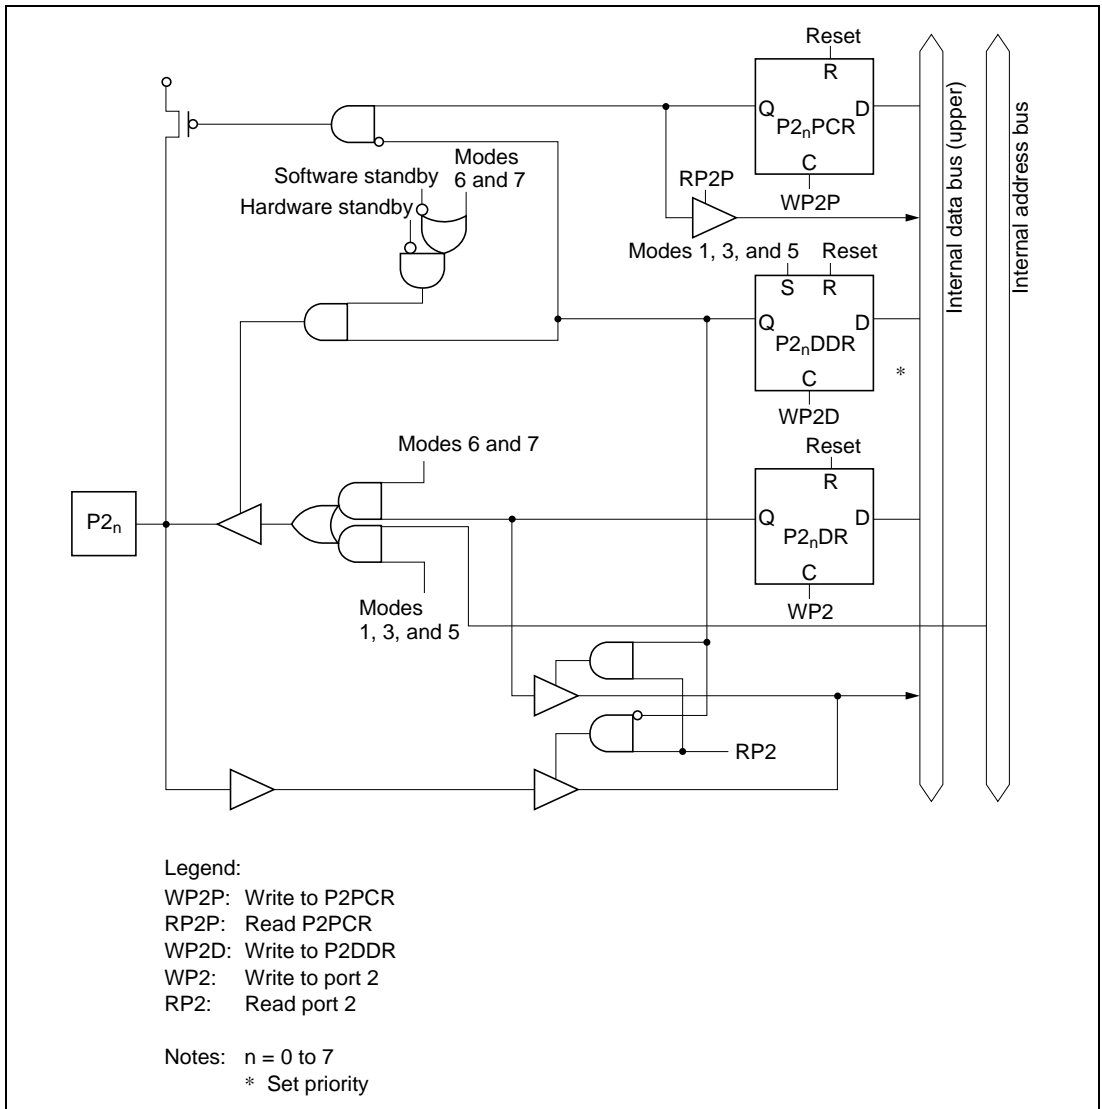 Reset
R
Q
D
P2nPCR
C
WP2P
RP2P
Modes
6 and 7
Software standby
Hardware standby
Modes 1, 3, and 5
Reset
S
R
Q
D
P2nDDR
C
WP2D
*
Internal data bus (upper)
Internal address bus
Modes 6 and 7
Reset
R
Q
D
P2nDR
C
WP2
P2n
Modes
1, 3, and 5
RP2
Legend:
WP2P: Write to P2PCR
RP2P: Read P2PCR
WP2D: Write to P2DDR
WP2: Write to port 2
RP2: Read port 2
Notes: n = 0 to 7
* Set priority